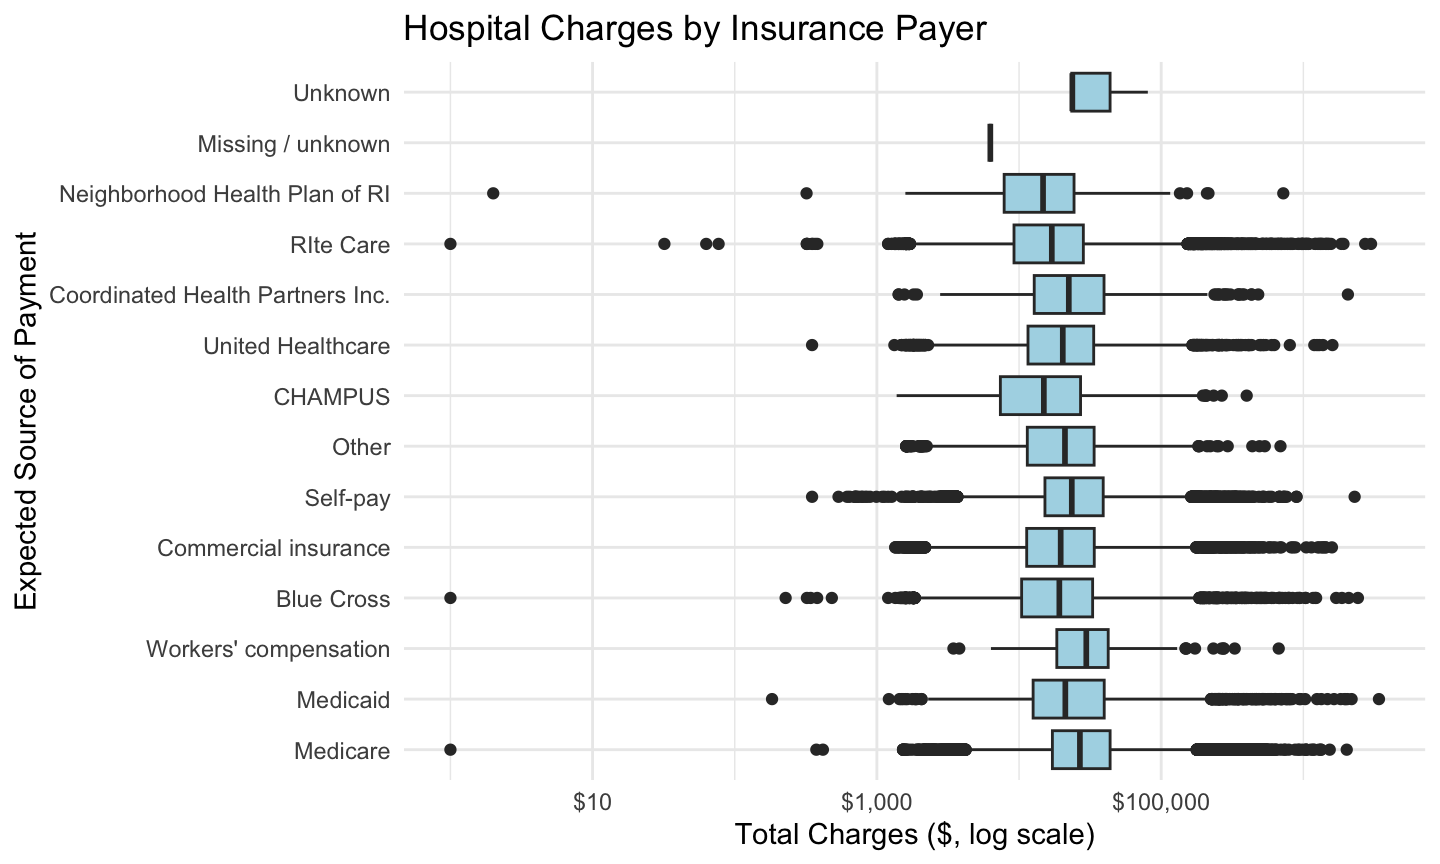 Hospital Charges by Insurance Payer
Expected Source of Payment
Unknown
Missing / unknown
Neighborhood Health Plan of RI
RIte Care
Coordinated Health Partners Inc.
United Healthcare
CHAMPUS
Other
Self-pay
Commercial insurance
Blue Cross
Workers' compensation
Medicaid
Medicare
$10 $1,000 $100,000
Total Charges ($, log scale)